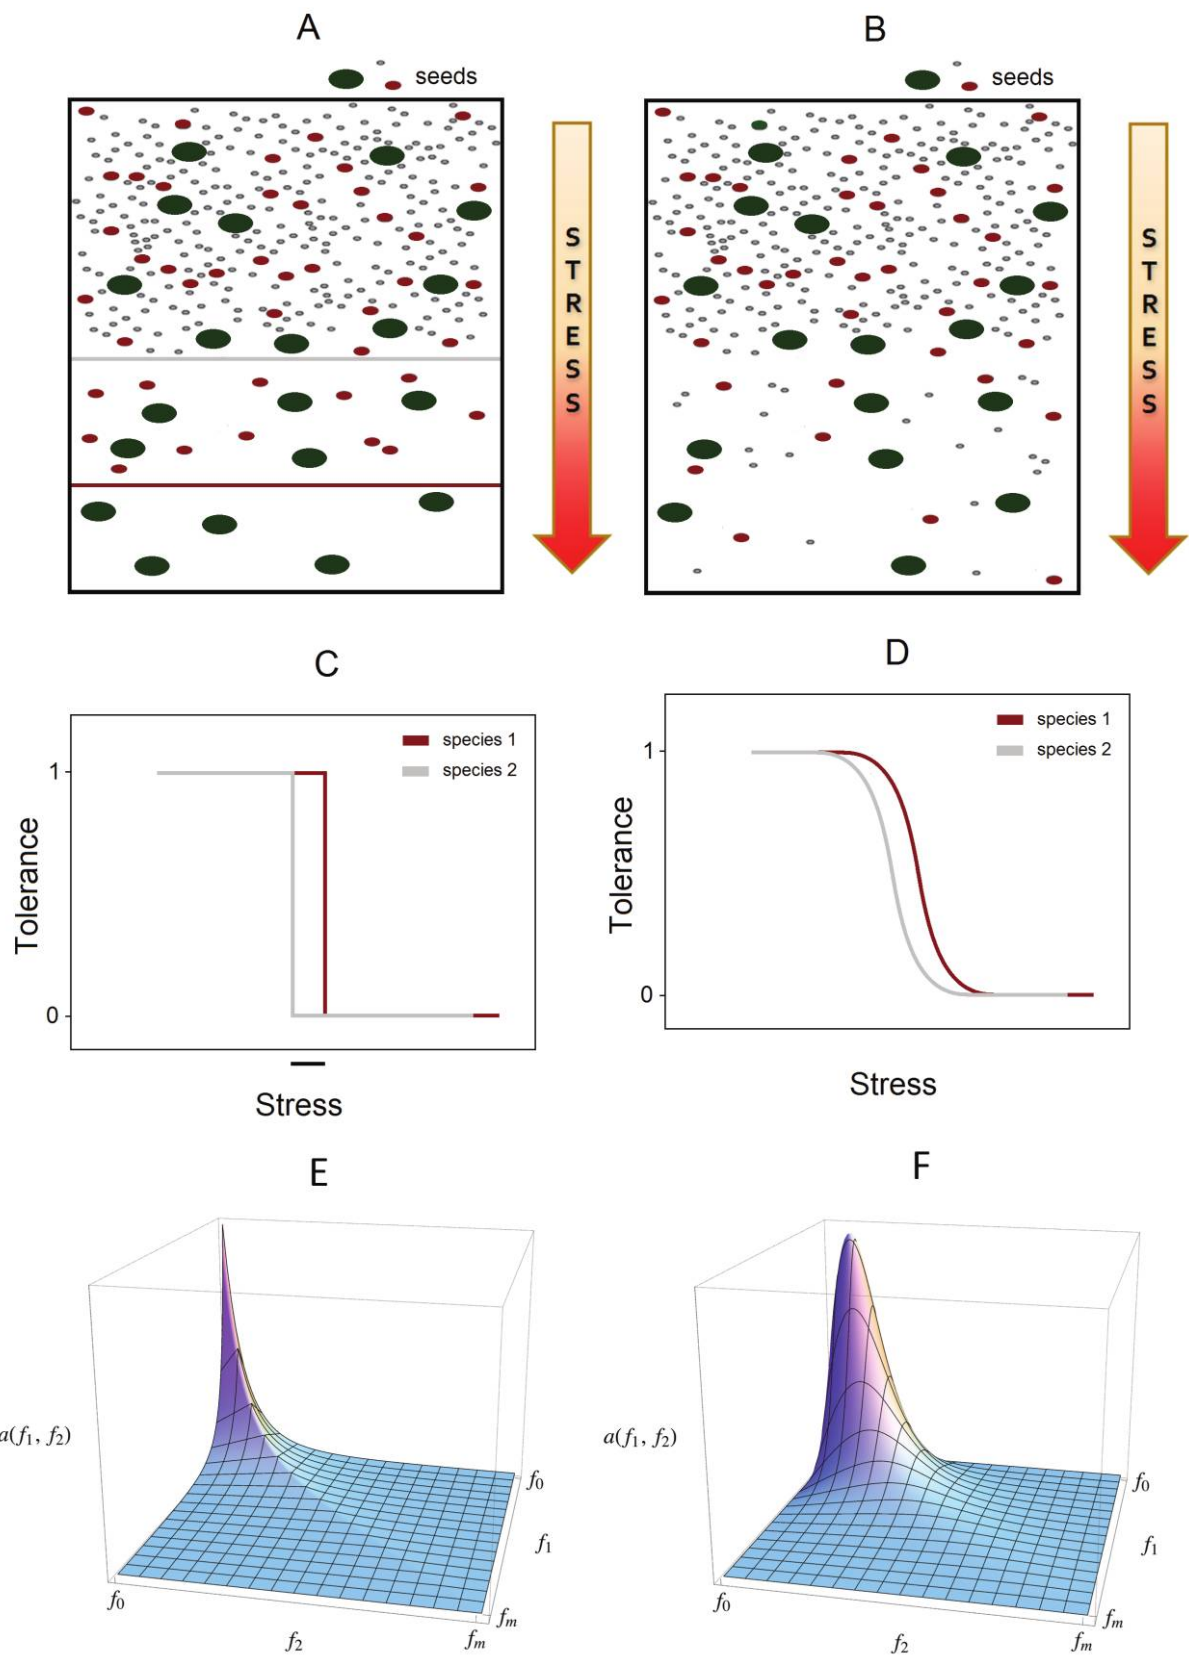 A
B
seeds
seeds
STRESS
STRESS
C
D
species 1
species 2
species 1
species 2
1
1
Tolerance
Tolerance
0
0
Stress
Stress
E
F
a(f₁, f₂)
a(f₁, f₂)
f₀
f₀
f₁
f₁
f₀
f₀
fₘ
fₘ
f₂
fₘ
f₂
fₘ